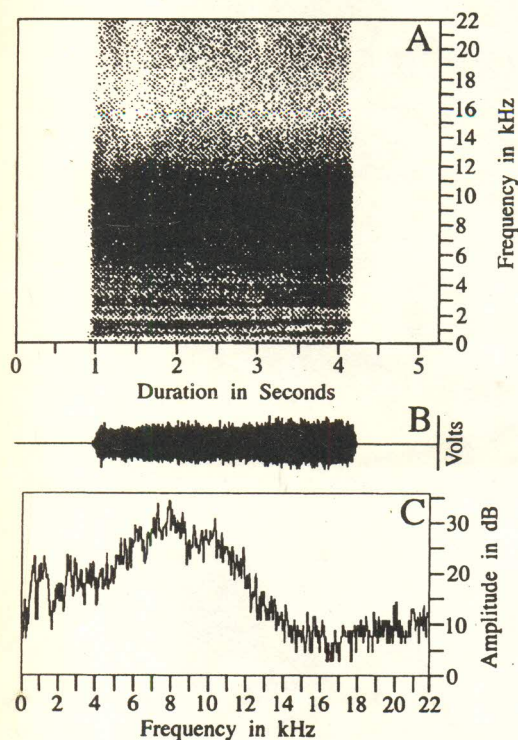 A
22
20
18
16
14
12
10
8
6
4
2
0
Frequency in kHz
0 1 2 3 4 5
Duration in Seconds
B
Volts
C
30
20
10
0
Amplitude in dB
0 2 4 6 8 10 12 14 16 18 20 22
Frequency in kHz